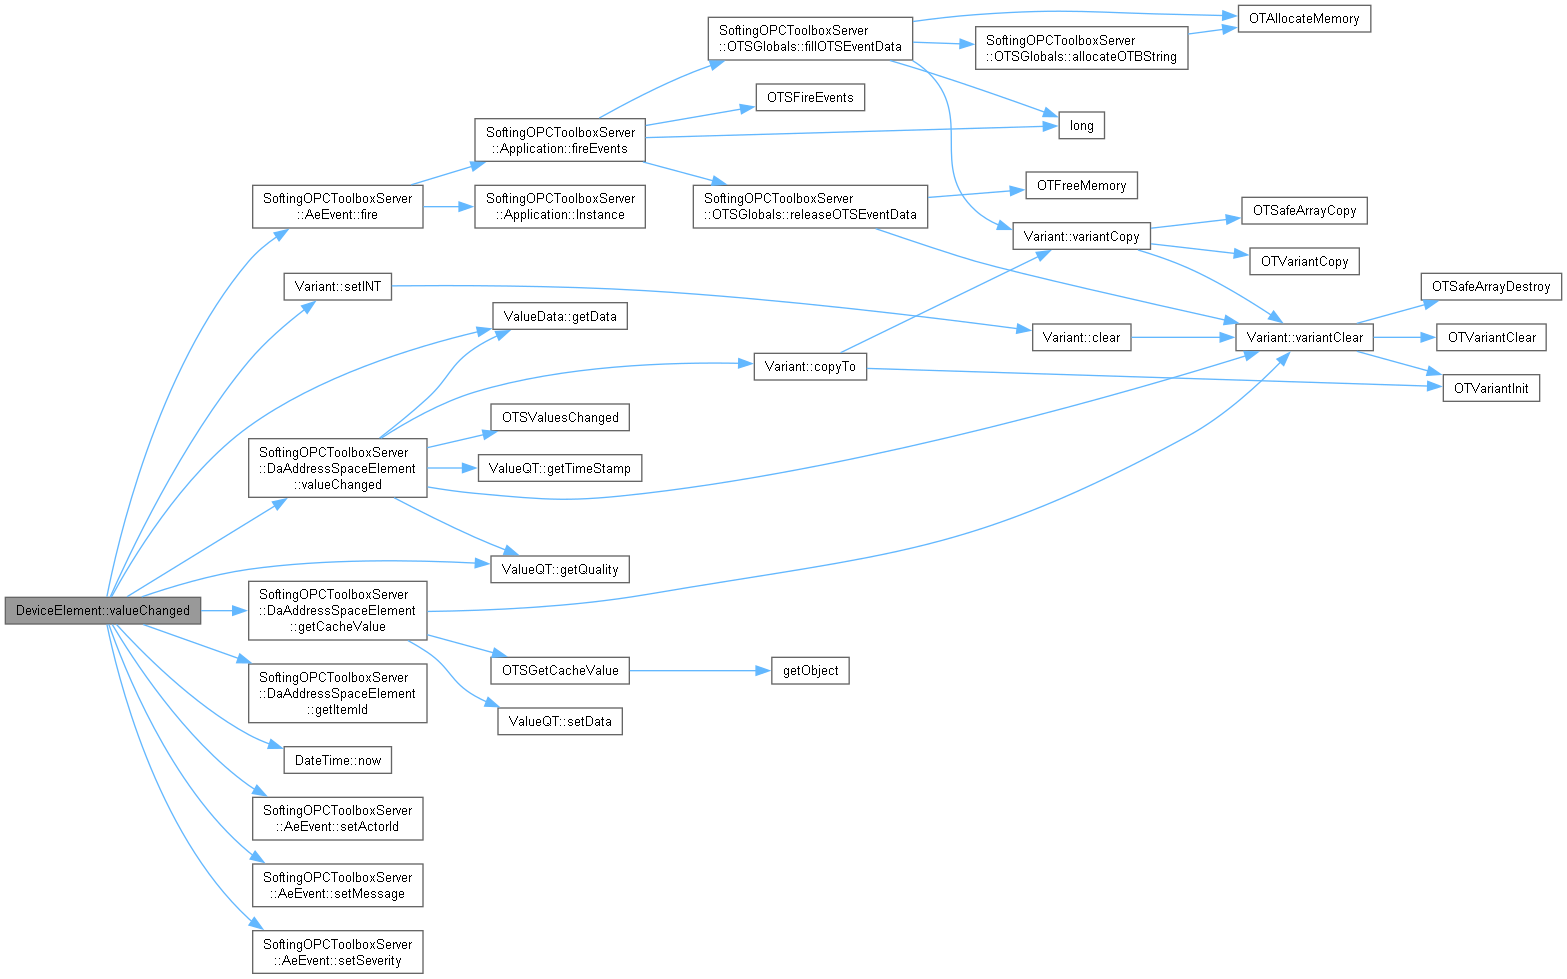 SoftingOPCToolboxServer
::OTSGlobals::fillOTSEventData
OTAllocateMemory
SoftingOPCToolboxServer
::OTSGlobals::allocateOTBString
OTSFireEvents
long
SoftingOPCToolboxServer
::Application::fireEvents
SoftingOPCToolboxServer
::AeEvent::fire
SoftingOPCToolboxServer
::Application::Instance
SoftingOPCToolboxServer
::OTSGlobals::releaseOTSEventData
OTFreeMemory
Variant::variantCopy
OTSafeArrayCopy
OTVariantCopy
Variant::setINT
ValueData::getData
Variant::clear
Variant::variantClear
OTSafeArrayDestroy
OTVariantClear
OTVariantInit
Variant::copyTo
OTSValuesChanged
SoftingOPCToolboxServer
::DaAddressSpaceElement
::valueChanged
ValueQT::getTimeStamp
ValueQT::getQuality
DeviceElement::valueChanged
SoftingOPCToolboxServer
::DaAddressSpaceElement
::getCacheValue
OTSGetCacheValue
getObject
SoftingOPCToolboxServer
::DaAddressSpaceElement
::getItemId
ValueQT::setData
DateTime::now
SoftingOPCToolboxServer
::AeEvent::setActorId
SoftingOPCToolboxServer
::AeEvent::setMessage
SoftingOPCToolboxServer
::AeEvent::setSeverity